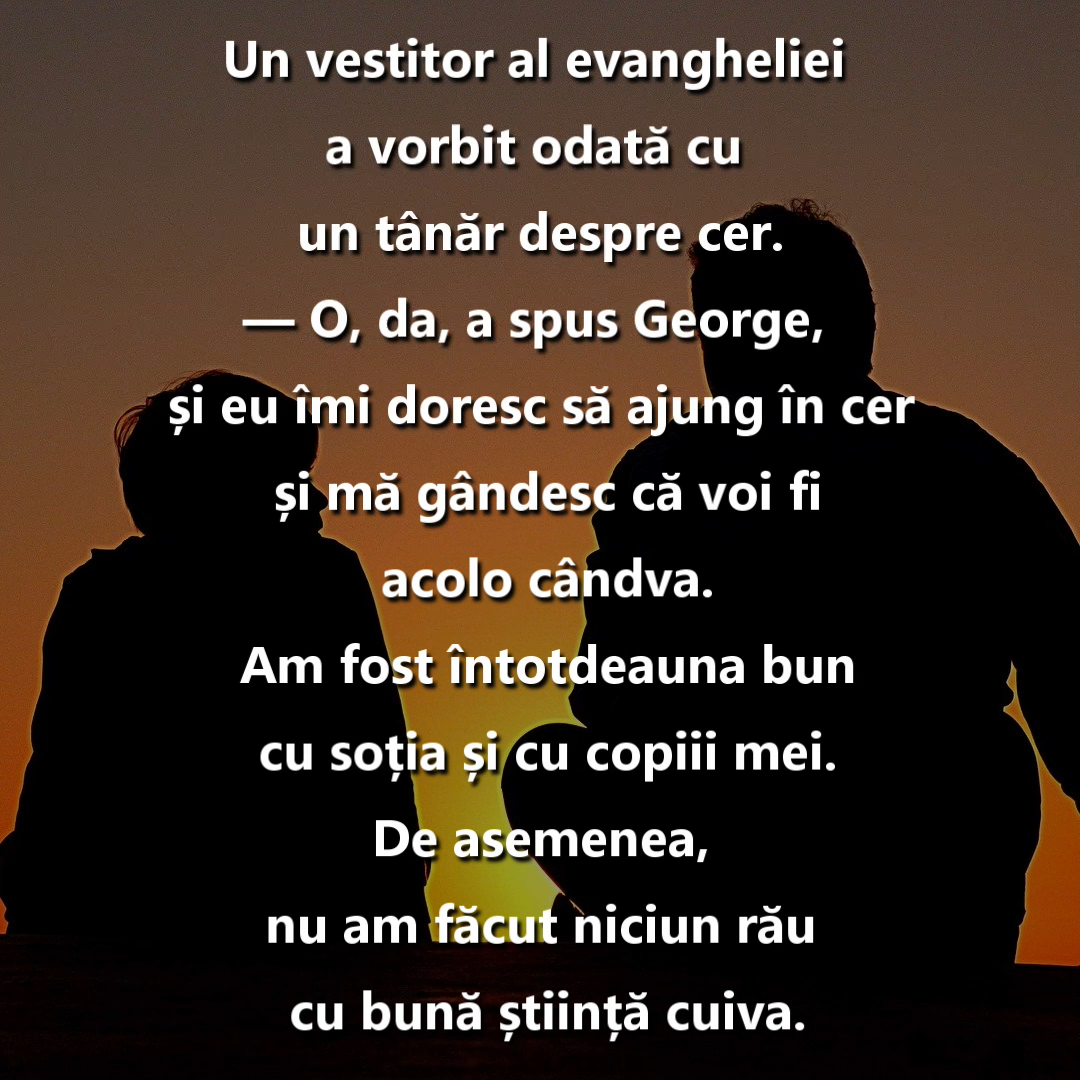 Un vestitor al evangheliei
a vorbit odată cu
un tânăr despre cer.
— O, da, a spus George,
și eu îmi doresc să ajung în cer
și mă gândesc că voi fi
acolo cândva.
Am fost întotdeauna bun
cu soția și cu copiii mei.
De asemenea,
nu am făcut niciun rău
cu bună știință cuiva.